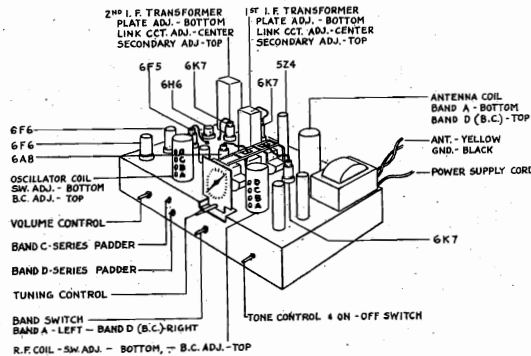 2ND I.F. TRANSFORMER
PLATE ADJ.-BOTTOM
LINK CCT. ADJ.-CENTER
SECONDARY ADJ-TOP
1ST I.F. TRANSFORMER
PLATE ADJ.-BOTTOM
LINK CCT. ADJ.-CENTER
SECONDARY ADJ.-TOP
6F5
6H6
6K7
6K7
5Z4
ANTENNA COIL
BAND A - BOTTOM
BAND D (B.C.) - TOP
ANT. - YELLOW
GND. - BLACK
POWER SUPPLY CORD
6F6
6F6
6A8
OSCILLATOR COIL
S.W. ADJ. - BOTTOM
B.C. ADJ. - TOP
VOLUME CONTROL
BAND C-SERIES PADDER
BAND D-SERIES PADDER
TUNING CONTROL
BAND SWITCH
BAND A - LEFT - BAND D (B.C.)-RIGHT
R.F. COIL - S.W. ADJ. - BOTTOM, - B.C. ADJ.-TOP
D
C
B
A
6K7
TONE CONTROL & ON-OFF SWITCH